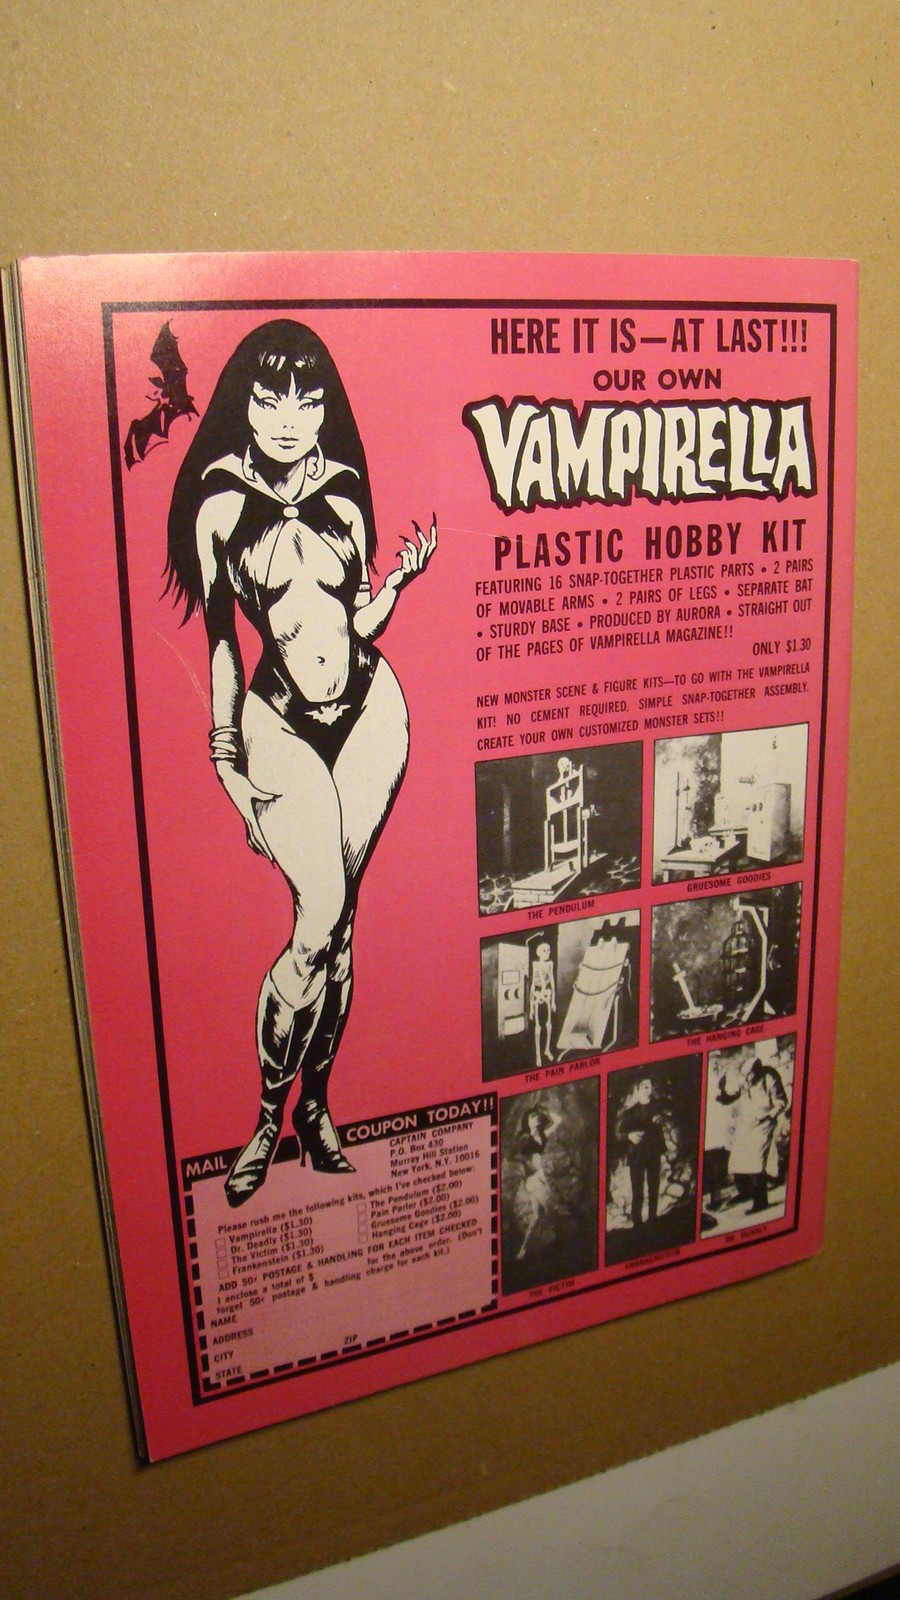 HERE IT IS—AT LAST!!!
OUR OWN
VAMPIRELLA
PLASTIC HOBBY KIT
FEATURING 16 SNAP-TOGETHER PLASTIC PARTS • 2 PAIRS
OF MOVABLE ARMS • 2 PAIRS OF LEGS • SEPARATE BAT
• STURDY BASE • PRODUCED BY AURORA • STRAIGHT OUT
OF THE PAGES OF VAMPIRELLA MAGAZINE!!
ONLY $1.30
NEW MONSTER SCENE & FIGURE KITS—TO GO WITH THE VAMPIRELLA
KIT! NO CEMENT REQUIRED. SIMPLE SNAP-TOGETHER ASSEMBLY.
CREATE YOUR OWN CUSTOMIZED MONSTER SETS!!
THE PENDULUM
GRUESOME GOODIES
THE PAIN PARLOR
THE HANGING CAGE
THE VICTIM
FRANKENSTEIN
DR. DEADLY
MAIL COUPON TODAY!!
CAPTAIN COMPANY
P.O. Box 430
Murray Hill Station
New York, N.Y. 10016
Please rush me the following kits, which I've checked below:
Vampirella ($1.30)
Dr. Deadly ($1.30)
The Victim ($1.30)
Frankenstein ($1.30)
The Pendulum ($2.00)
Pain Parlor ($2.00)
Gruesome Goodies ($2.00)
Hanging Cage ($2.00)
ADD 50¢ POSTAGE & HANDLING FOR EACH ITEM CHECKED
I enclose a total of $ for the above order. (Don't
forget 50¢ postage & handling charge for each kit.)
NAME
ADDRESS
CITY
STATE ZIP